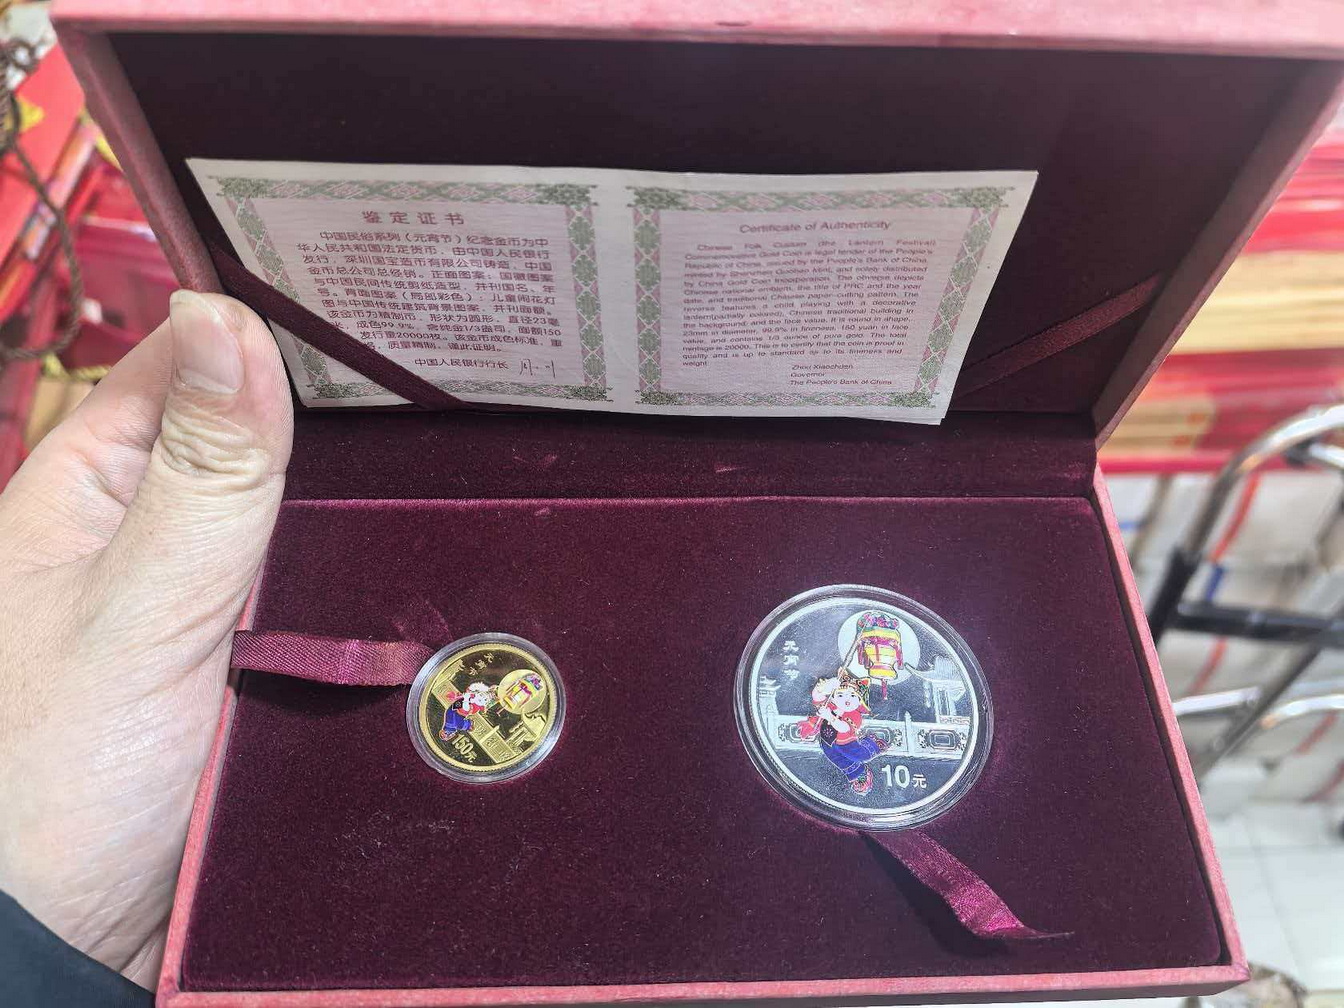 鉴定证书
中国民俗系列（元宵节）纪念金币为中
华人民共和国法定货币，由中国人民银行
发行，深圳国宝造币有限公司铸造，中国
金币总公司总经销。正面图案：国徽图案
与中国民间传统剪纸造型，并刊国名、年
号。背面图案（局部彩色）：儿童闹花灯
图与中国传统建筑背景图案，并刊面额。
该金币为精制币，形状为圆形，直径23毫
米，成色99.9%，含纯金1/3盎司，面额150
发行量20000枚。该金币成色标准，重
质量精确，谨此证明。
中国人民银行行长
Certificate of Authenticity
Chinese Folk Custom (the Lantern Festival)
Commemorative Gold Coin is legal tender of the People's
Republic of China, issued by the People's Bank of China,
minted by Shenzhen Guobao Mint, and solely distributed
by China Gold Coin Incorporation. The obverse depicts
Chinese national emblem, the title of PRC and the year
date, and traditional Chinese paper-cutting pattern. The
reverse features a child playing with a decorative
lantern(partially colored), Chinese traditional building in
the background, and the face value. It is round in shape,
23mm in diameter, 99.9% in fineness, 150 yuan in face
value, and contains 1/3 ounce of pure gold. The total
mintage is 20000. This is to certify that the coin is proof in
quality and is up to standard as to its fineness and
weight.
Zhou Xiaochuan
Governor
The People's Bank of China
元宵节
150元
元宵节
10元